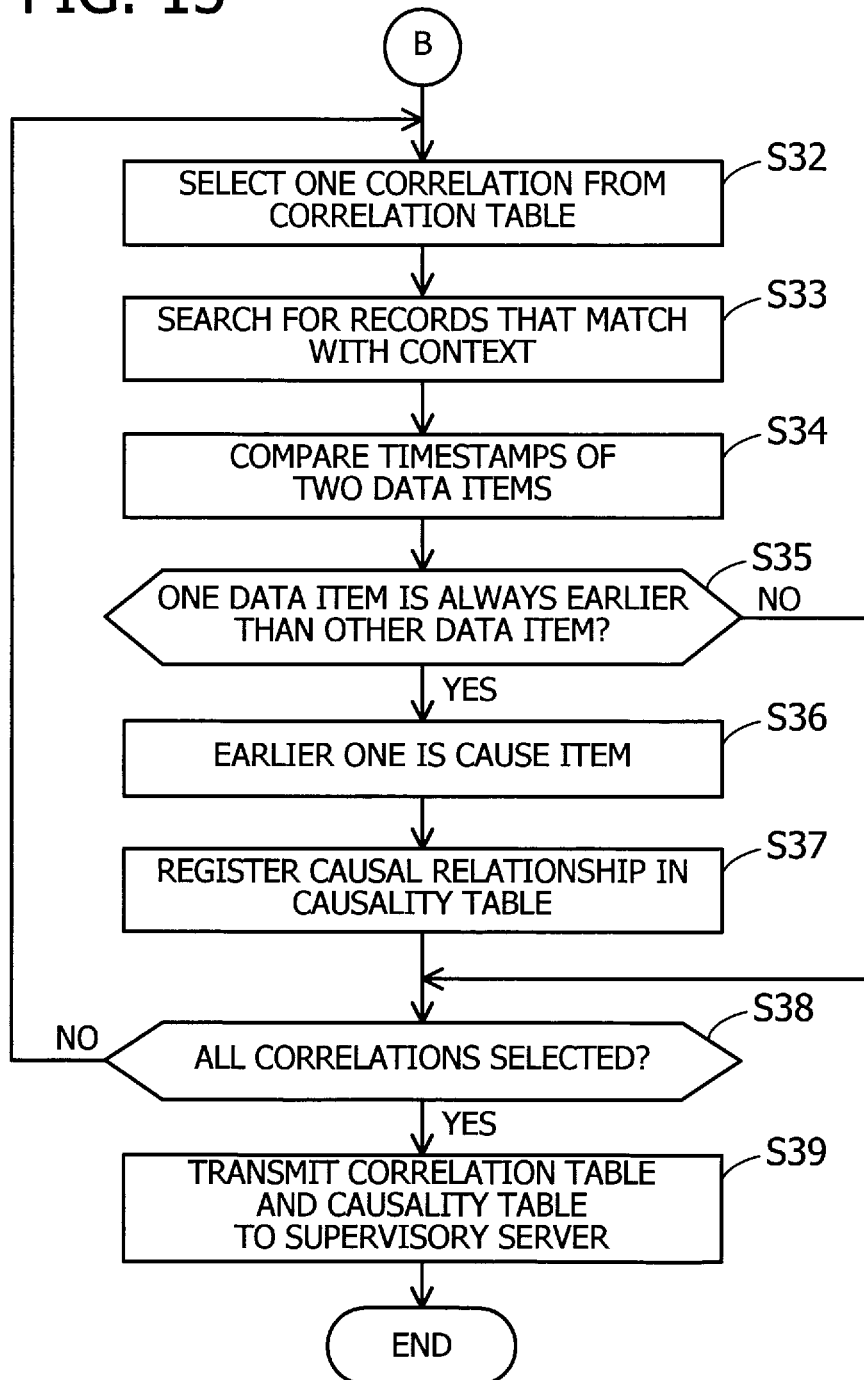 FIG. 15
B
S32
SELECT ONE CORRELATION FROM
CORRELATION TABLE
S33
SEARCH FOR RECORDS THAT MATCH
WITH CONTEXT
S34
COMPARE TIMESTAMPS OF
TWO DATA ITEMS
S35
ONE DATA ITEM IS ALWAYS EARLIER
THAN OTHER DATA ITEM?
NO
YES
S36
EARLIER ONE IS CAUSE ITEM
S37
REGISTER CAUSAL RELATIONSHIP IN
CAUSALITY TABLE
S38
NO
ALL CORRELATIONS SELECTED?
YES
S39
TRANSMIT CORRELATION TABLE
AND CAUSALITY TABLE
TO SUPERVISORY SERVER
END